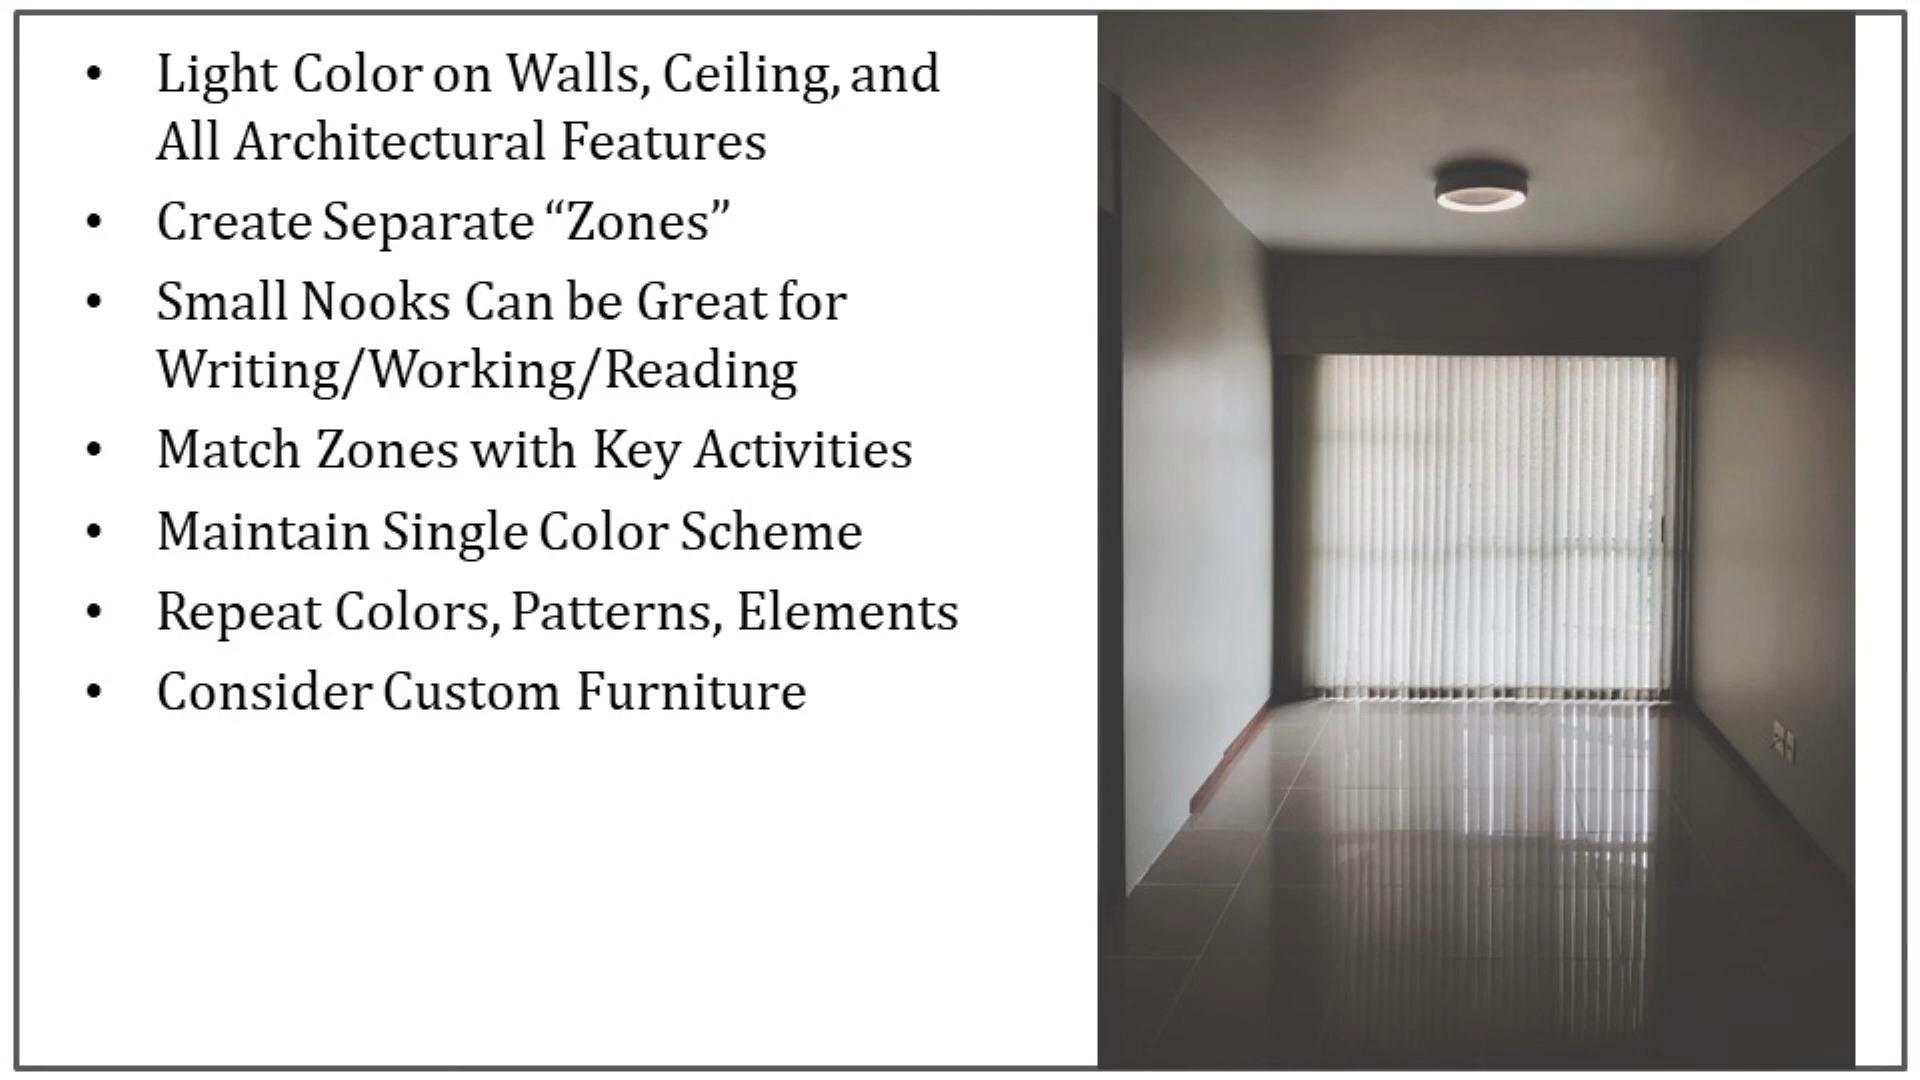 • Light Color on Walls, Ceiling, and
All Architectural Features
• Create Separate “Zones”
• Small Nooks Can be Great for
Writing/Working/Reading
• Match Zones with Key Activities
• Maintain Single Color Scheme
• Repeat Colors, Patterns, Elements
• Consider Custom Furniture